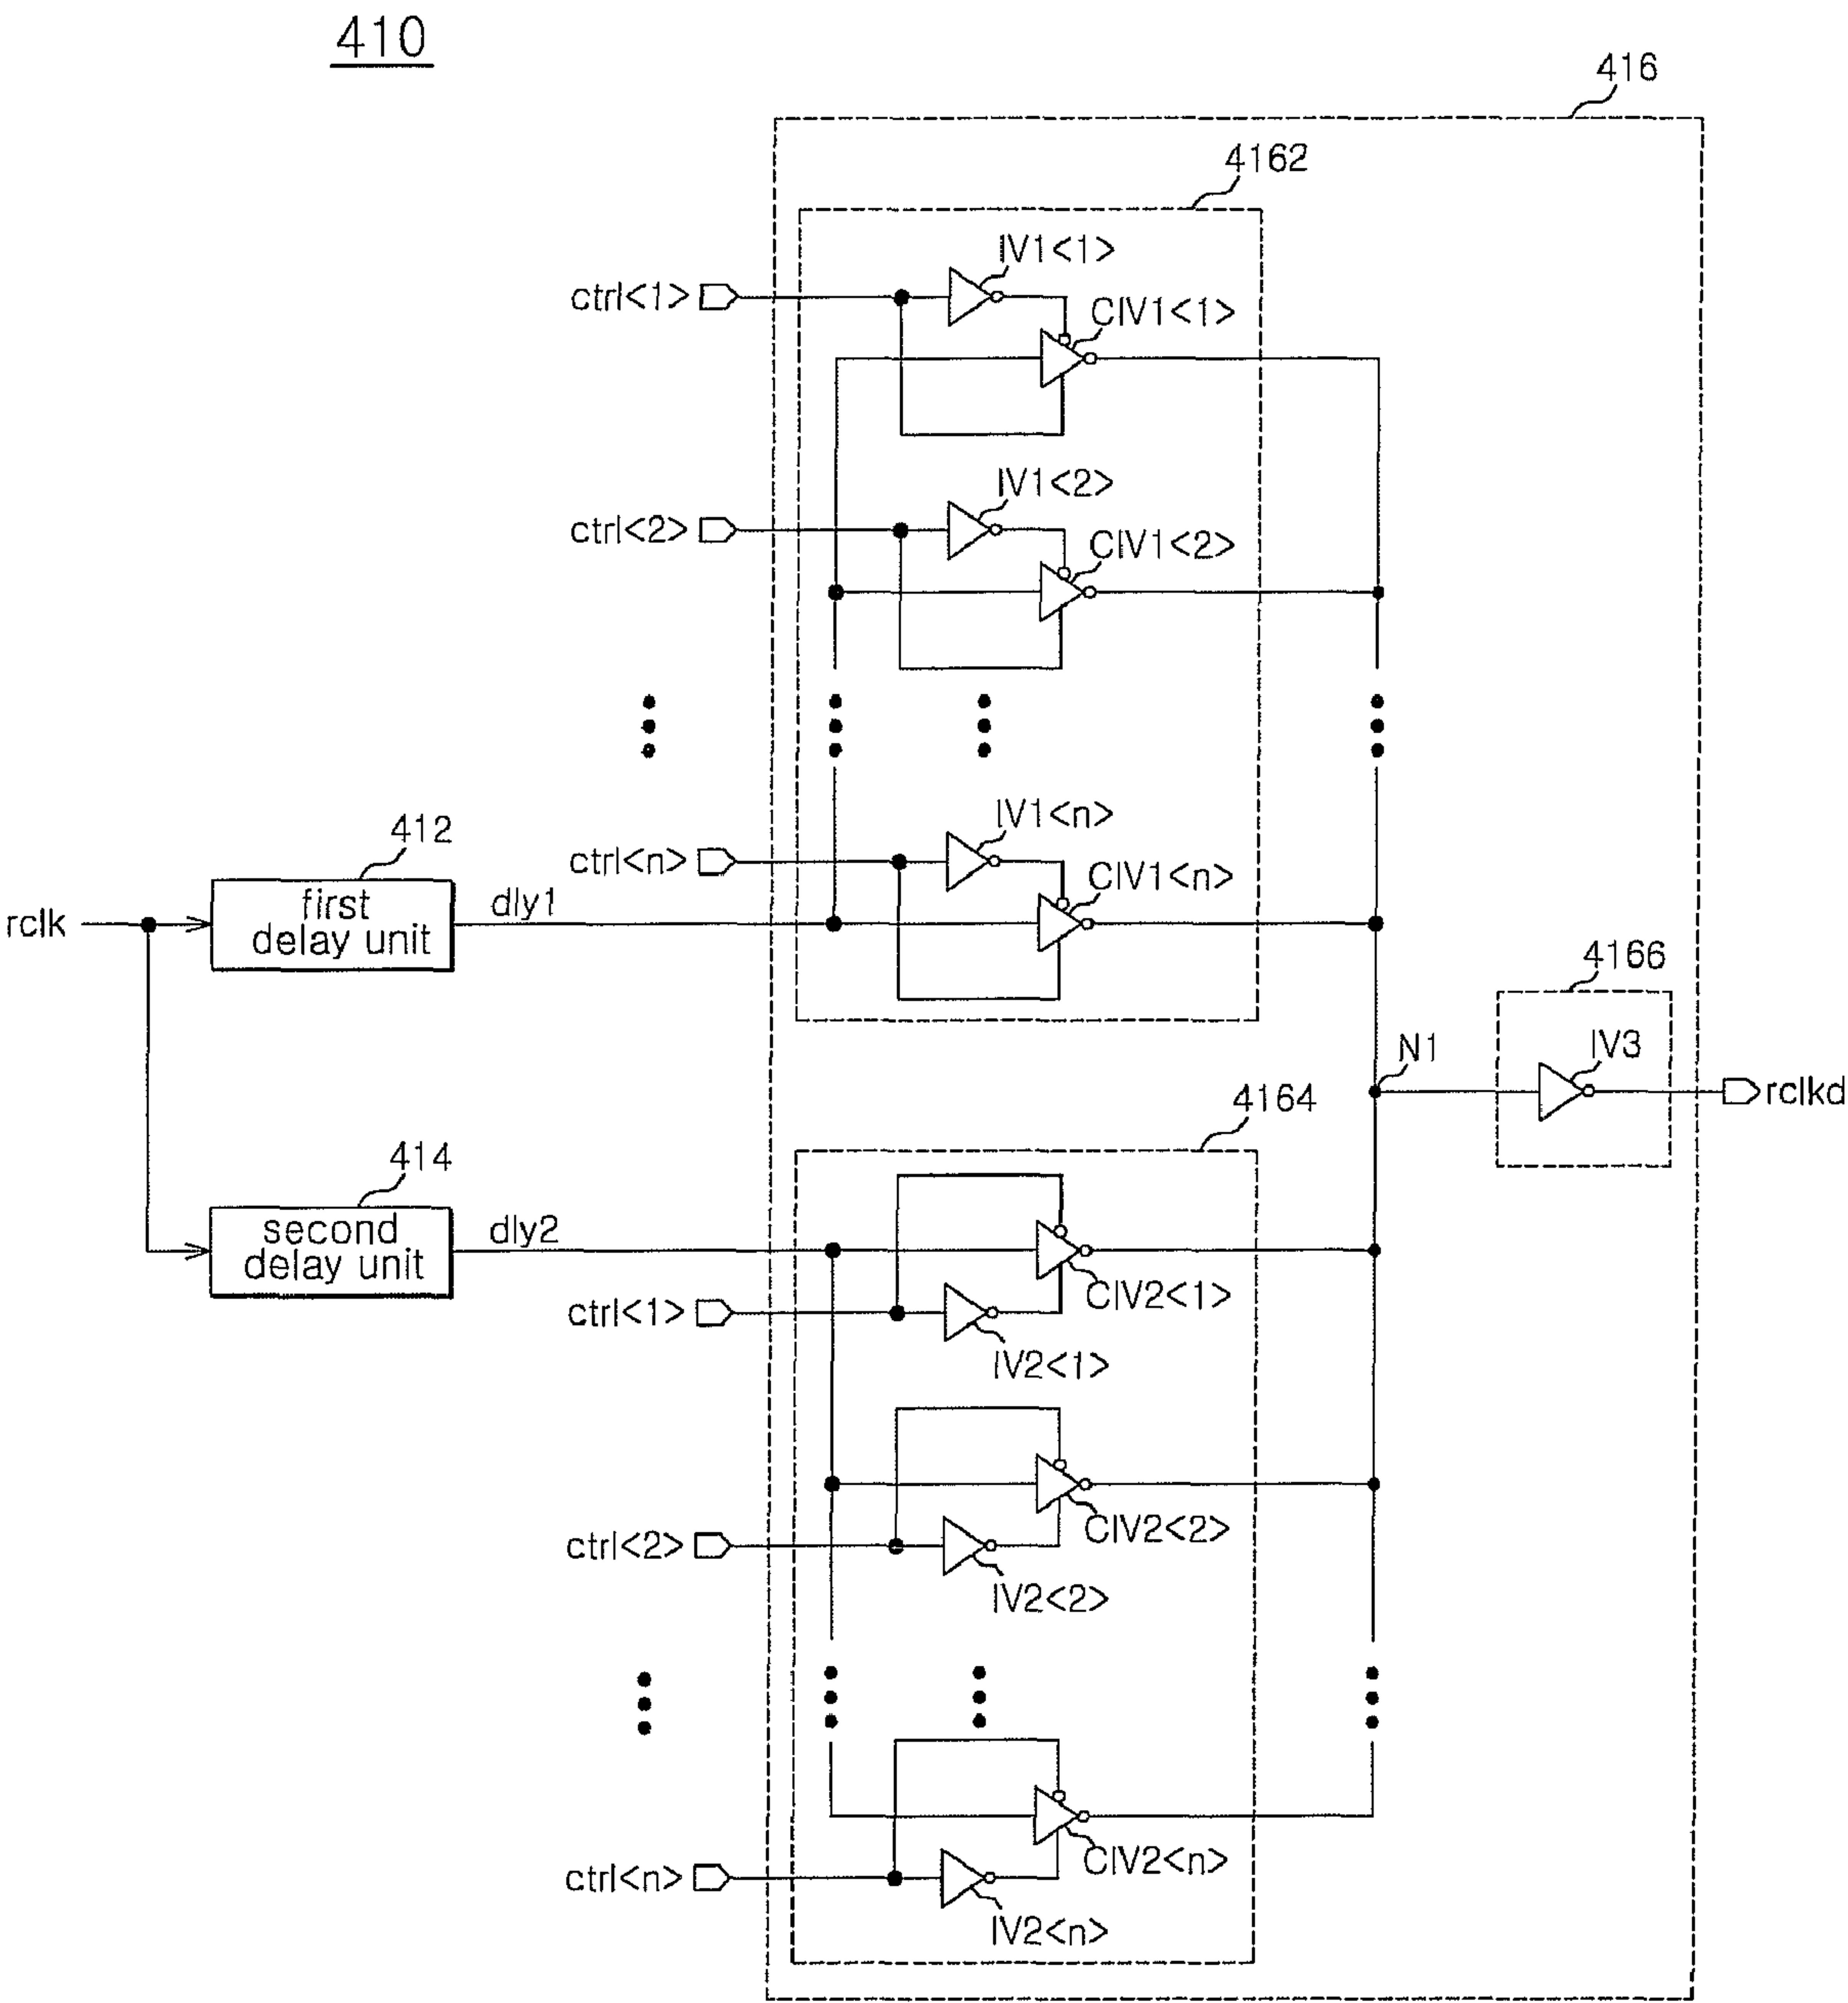 410
416
4162
IV1<1>
ctrl<1>
CIV1<1>
IV1<2>
ctrl<2>
CIV1<2>
IV1<n>
ctrl<n>
CIV1<n>
412
rclk
first
delay unit
dly1
4166
IV3
N1
rclkd
4164
414
second
delay unit
dly2
CIV2<1>
ctrl<1>
IV2<1>
CIV2<2>
ctrl<2>
IV2<2>
CIV2<n>
ctrl<n>
IV2<n>